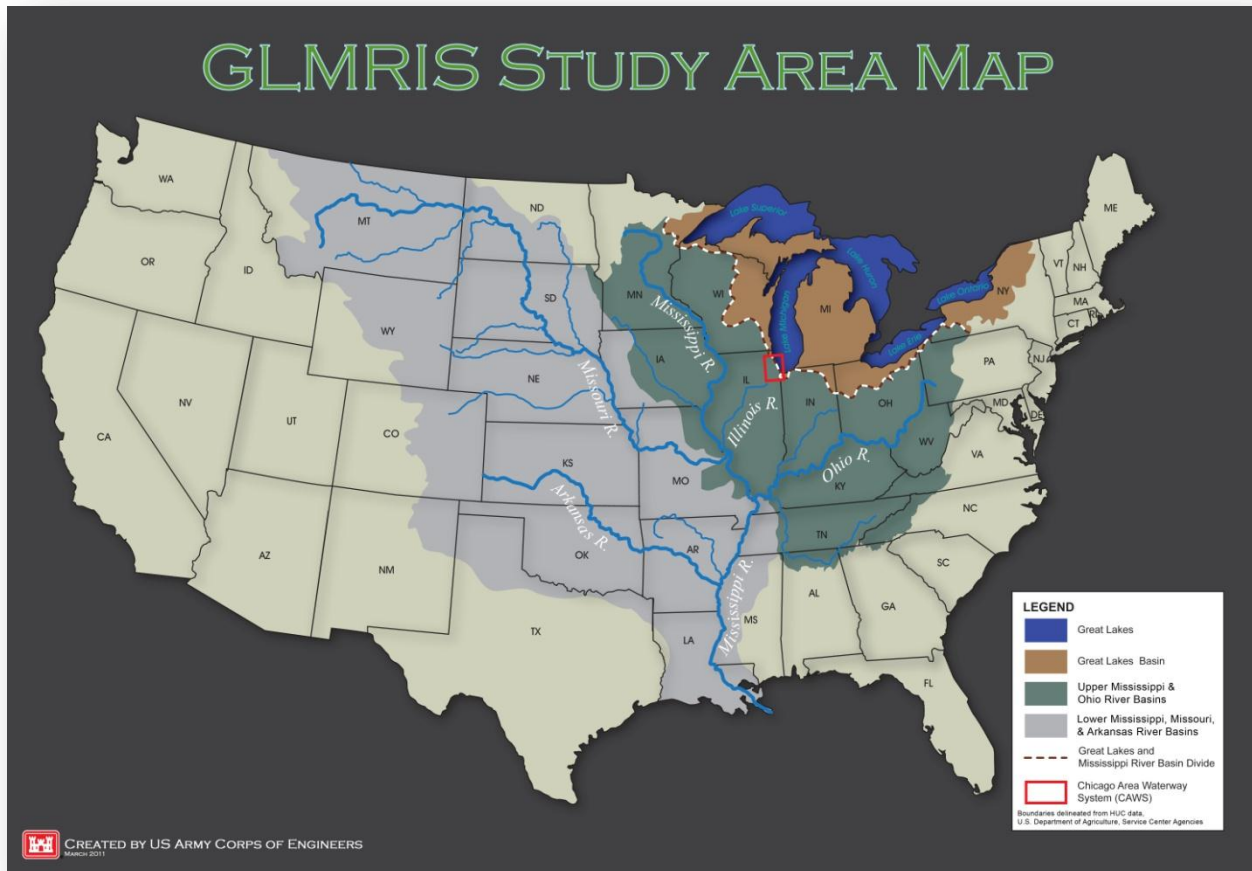 GLMRIS STUDY AREA MAP
WA
OR
ID
MT
ND
MN
WI
MI
NY
VT
NH
ME
MA
RI
CT
NJ
PA
MD
DE
WV
VA
NC
SC
GA
FL
AL
MS
TN
KY
OH
IN
IL
IA
SD
WY
NE
NV
UT
CO
CA
AZ
NM
KS
MO
OK
AR
LA
TX
Lake Superior
Lake Huron
Lake Michigan
Lake Ontario
Lake Erie
Mississippi R.
Missouri R.
Illinois R.
Ohio R.
Arkansas R.
Mississippi R.
LEGEND
Great Lakes
Great Lakes Basin
Upper Mississippi &
Ohio River Basins
Lower Mississippi, Missouri,
& Arkansas River Basins
Great Lakes and
Mississippi River Basin Divide
Chicago Area Waterway
System (CAWS)
Boundaries delineated from HUC data,
U.S. Department of Agriculture, Service Center Agencies
CREATED BY US ARMY CORPS OF ENGINEERS
MARCH 2011